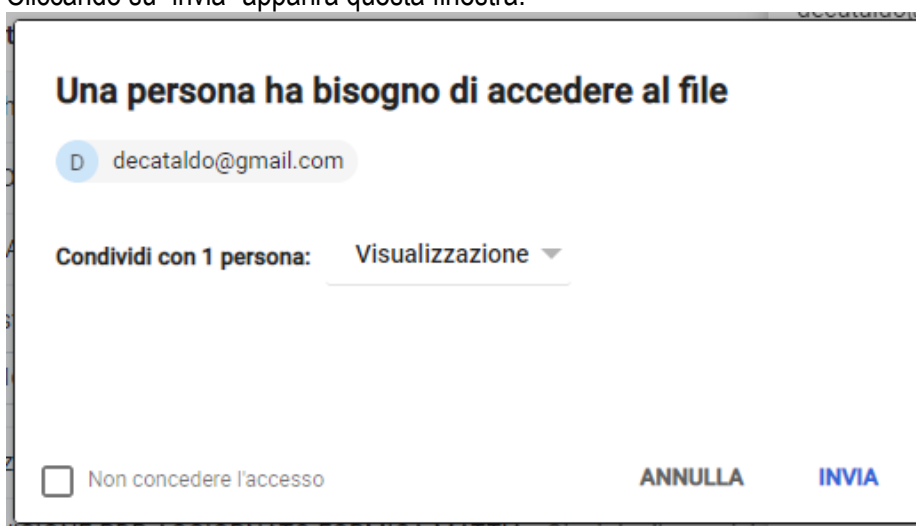 Cliccando su "invia" apparirà questa finestra:
Una persona ha bisogno di accedere al file
D decataldo@gmail.com
Condividi con 1 persona: Visualizzazione
Non concedere l'accesso ANNULLA INVIA